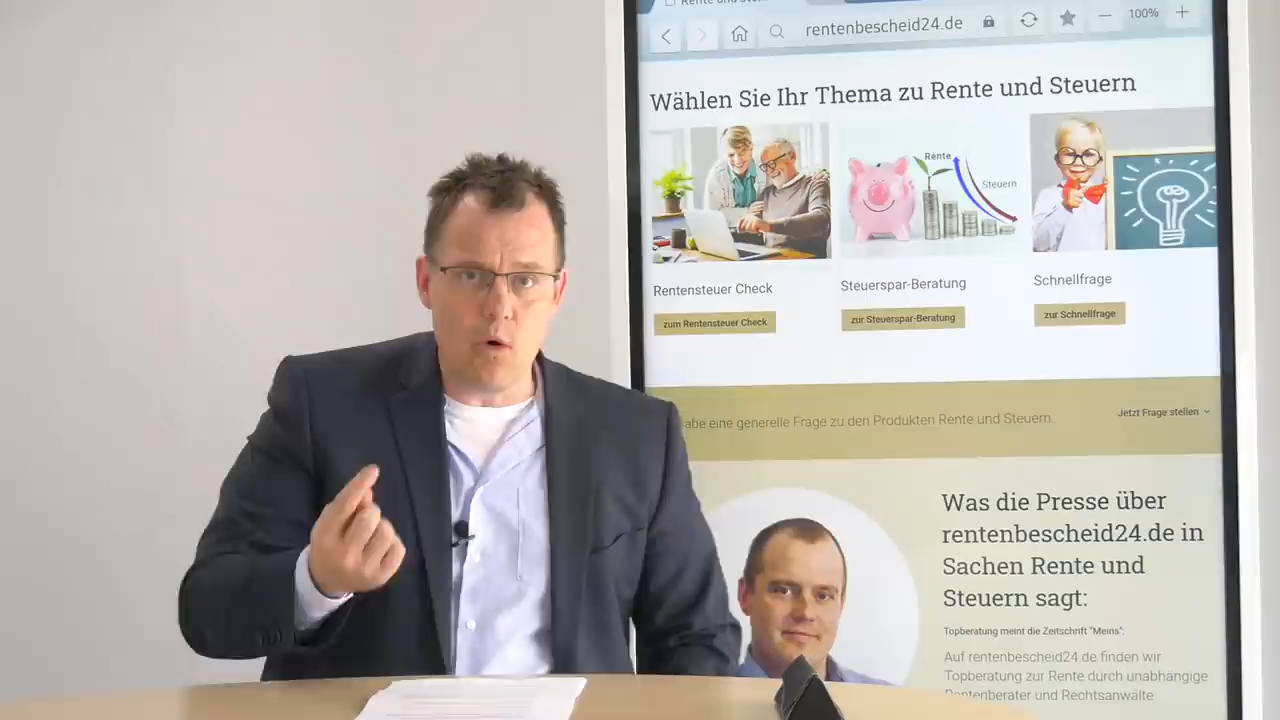 Rente und
rentenbescheid24.de
100%
Wählen Sie Ihr Thema zu Rente und Steuern
Rente
Steuern
Rentensteuer Check
Steuerspar-Beratung
Schnellfrage
zum Rentensteuer Check
zur Steuerspar-Beratung
zur Schnellfrage
abe eine generelle Frage zu den Produkten Rente und Steuern.
Jetzt Frage stellen
Was die Presse über
rentenbescheid24.de in
Sachen Rente und
Steuern sagt:
Topberatung meint die Zeitschrift "Meins":
Auf rentenbescheid24.de finden wir
Topberatung zur Rente durch unabhängige
Rentenberater und Rechtsanwälte